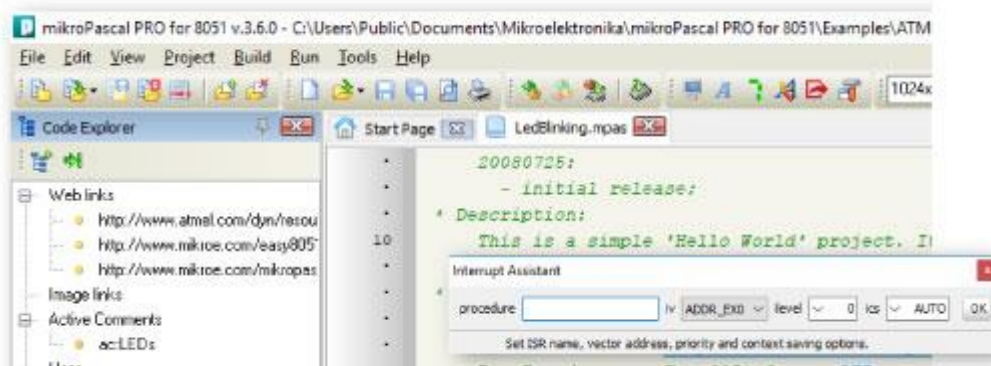 mikroPascal PRO for 8051 v.3.6.0 - C:\Users\Public\Documents\Mikroelektronika\mikroPascal PRO for 8051\Examples\ATM
File Edit View Project Build Run Tools Help
1024x
Code Explorer
Start Page LedBlinking.mpas
20080725:
- initial release;
Web links
* Description:
http://www.atmel.com/dyn/resou
http://www.mikroe.com/easy805
10 This is a simple 'Hello World' project. It
http://www.mikroe.com/mikropas
Interrupt Assistant
Image links
procedure iv ADDR_EX0 level 0 ics AUTO OK
Active Comments
Set ISR name, vector address, priority and context saving options.
ac:LEDs